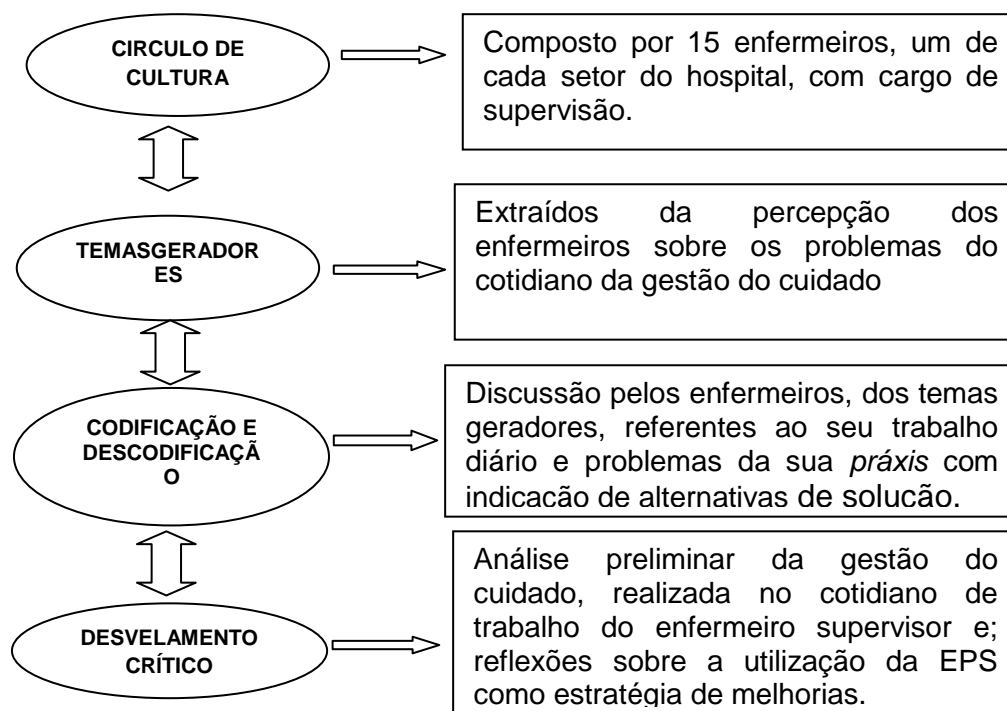 CIRCULO DE
CULTURA
Composto por 15 enfermeiros, um de
cada setor do hospital, com cargo de
supervisão.
TEMASGERADOR
ES
Extraídos da percepção dos
enfermeiros sobre os problemas do
cotidiano da gestão do cuidado
CODIFICAÇÃO E
DESCODIFICAÇÃ
O
Discussão pelos enfermeiros, dos temas
geradores, referentes ao seu trabalho
diário e problemas da sua práxis com
indicacão de alternativas de solucão.
DESVELAMENTO
CRÍTICO
Análise preliminar da gestão do
cuidado, realizada no cotidiano de
trabalho do enfermeiro supervisor e;
reflexões sobre a utilização da EPS
como estratégia de melhorias.